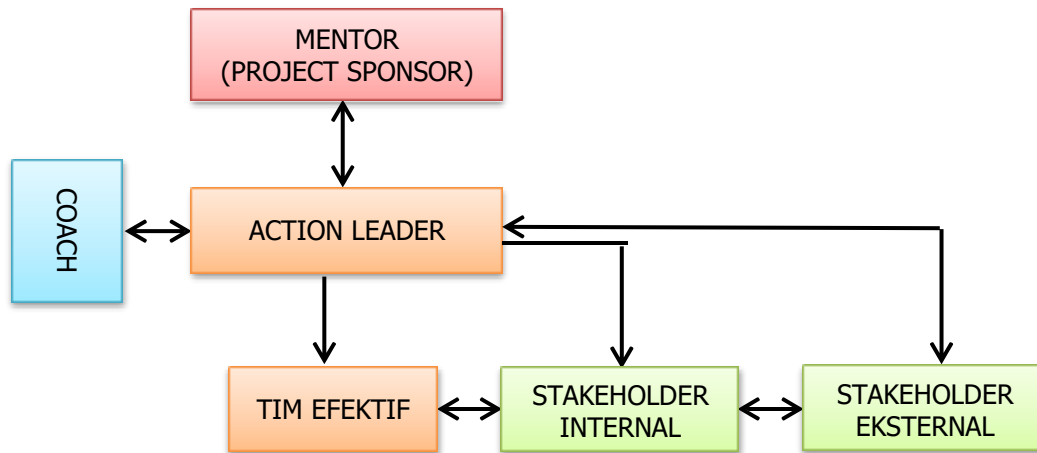 MENTOR
(PROJECT SPONSOR)
COACH
ACTION LEADER
TIM EFEKTIF
STAKEHOLDER
INTERNAL
STAKEHOLDER
EKSTERNAL